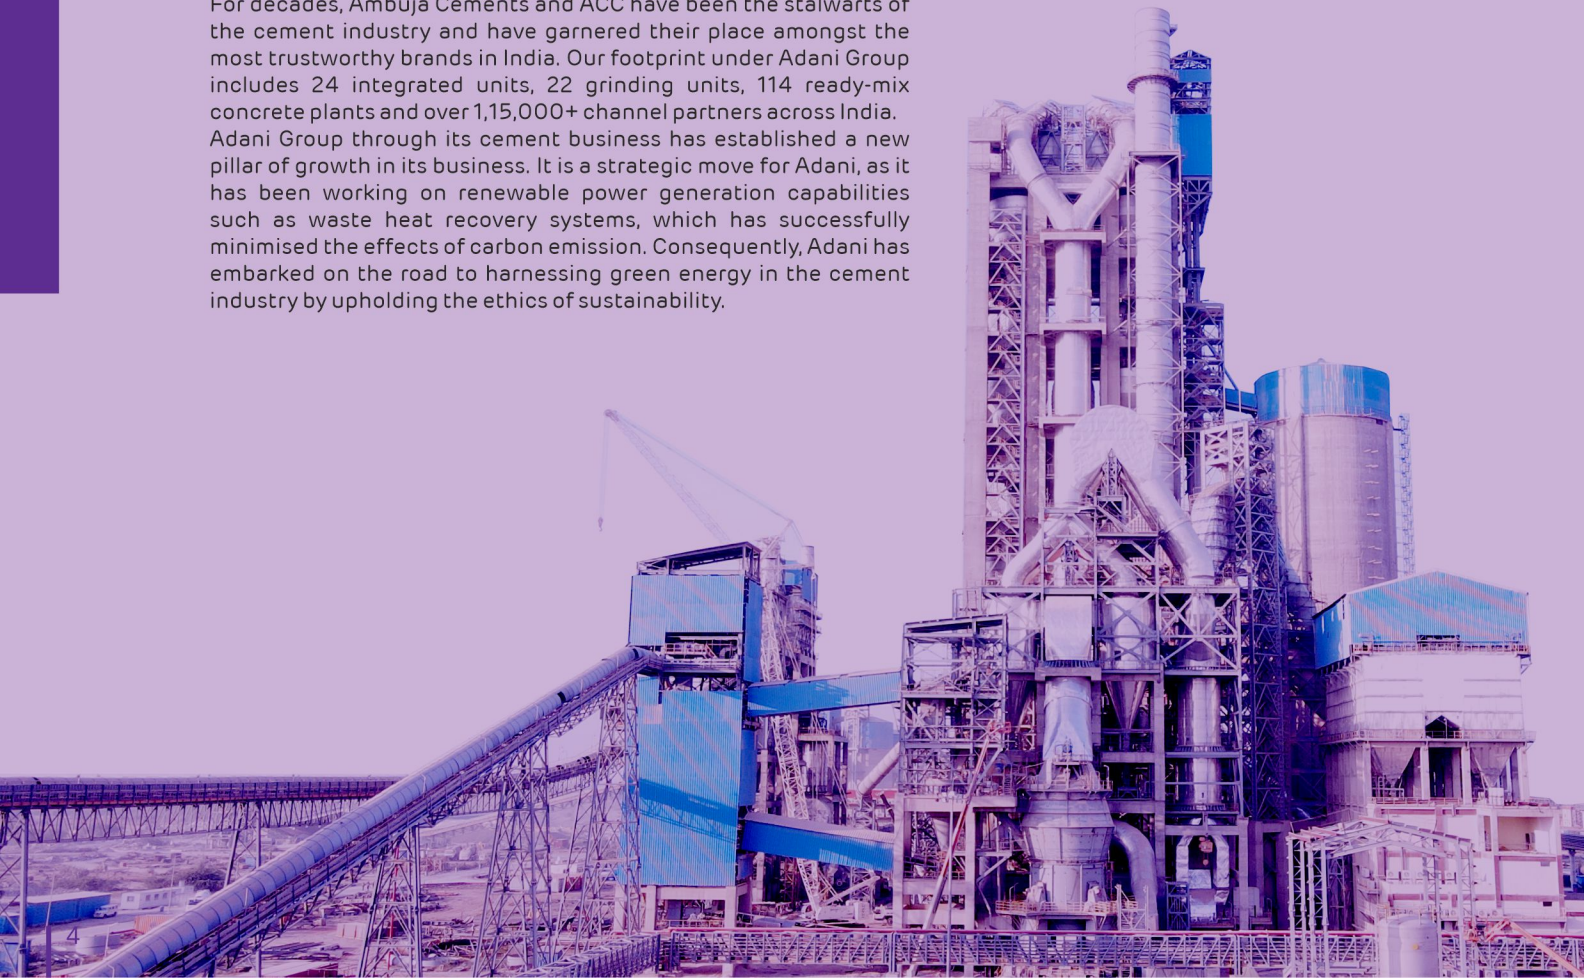 For decades, Ambuja Cements and ACC have been the stalwarts of
the cement industry and have garnered their place amongst the
most trustworthy brands in India. Our footprint under Adani Group
includes 24 integrated units, 22 grinding units, 114 ready-mix
concrete plants and over 1,15,000+ channel partners across India.
Adani Group through its cement business has established a new
pillar of growth in its business. It is a strategic move for Adani, as it
has been working on renewable power generation capabilities
such as waste heat recovery systems, which has successfully
minimised the effects of carbon emission. Consequently, Adani has
embarked on the road to harnessing green energy in the cement
industry by upholding the ethics of sustainability.
4